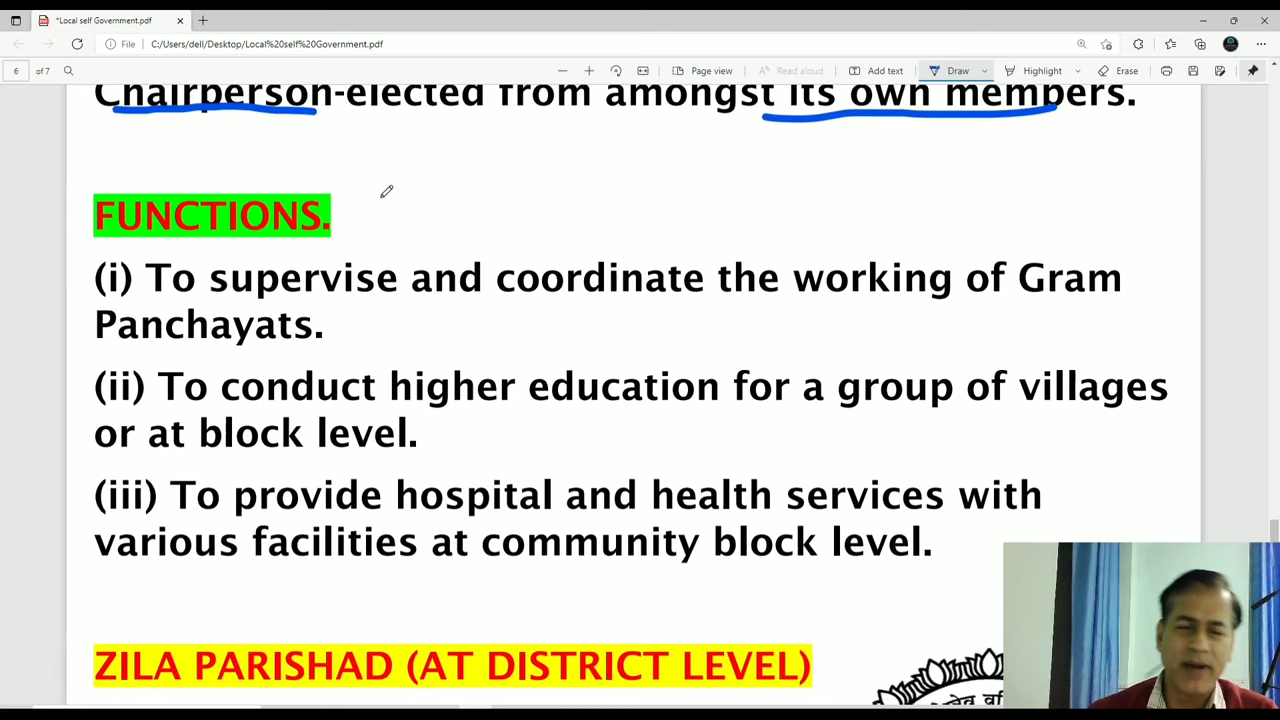 *Local self Government.pdf
File
C:/Users/dell/Desktop/Local%20self%20Government.pdf
6 of 7
Page view
Read aloud
Add text
Draw
Highlight
Erase
Chairperson-elected from amongst its own members.
FUNCTIONS.
(i) To supervise and coordinate the working of Gram
Panchayats.
(ii) To conduct higher education for a group of villages
or at block level.
(iii) To provide hospital and health services with
various facilities at community block level.
ZILA PARISHAD (AT DISTRICT LEVEL)